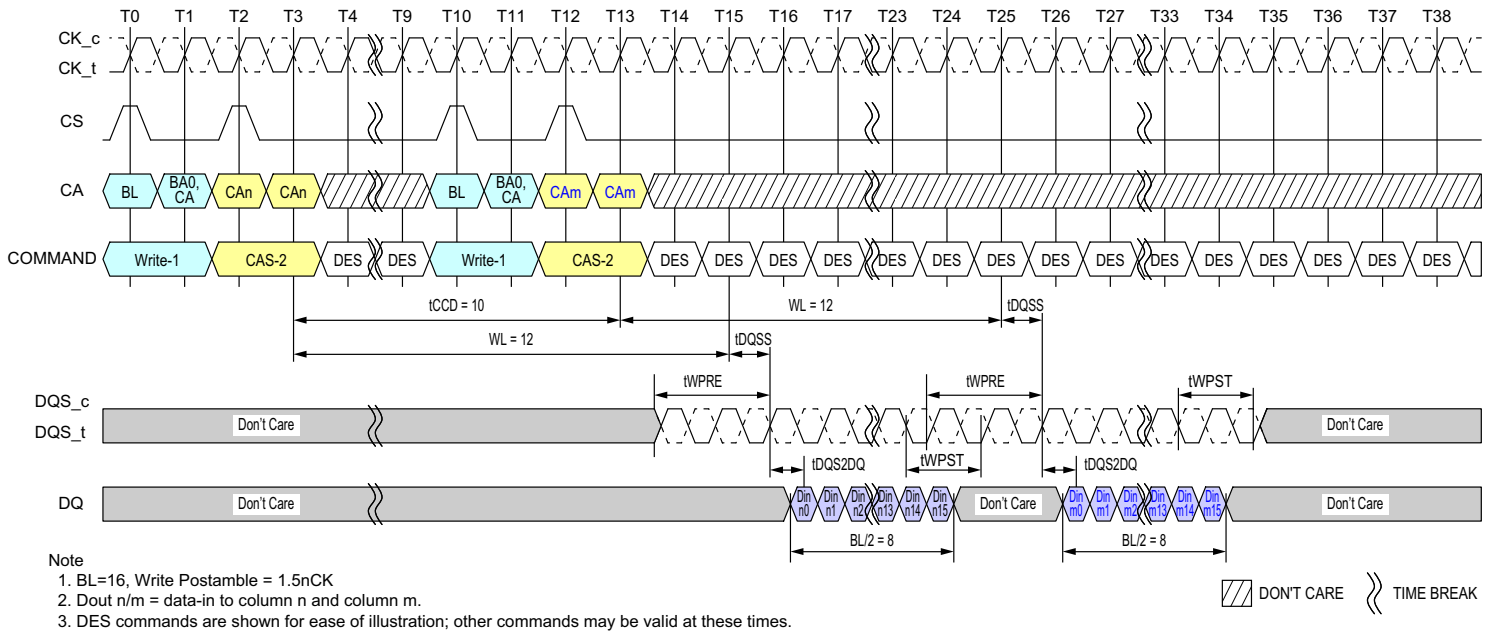 T0 T1 T2 T3 T4 T9 T10 T11 T12 T13 T14 T15 T16 T17 T23 T24 T25 T26 T27 T33 T34 T35 T36 T37 T38
CK_c
CK_t
CS
CA BL BA0, CA CAn CAn BL BA0, CA CAm CAm
COMMAND Write-1 CAS-2 DES DES Write-1 CAS-2 DES DES DES DES DES DES DES DES DES DES DES DES DES DES DES
tCCD = 10 WL = 12 tDQSS
WL = 12 tDQSS
tWPRE tWPRE tWPST
DQS_c
DQS_t Don't Care Don't Care
tDQS2DQ tWPST tDQS2DQ
DQ Don't Care Din n0 Din n1 Din n2 Din n13 Din n14 Din n15 Don't Care Din m0 Din m1 Din m2 Din m13 Din m14 Din m15 Don't Care
BL/2 = 8 BL/2 = 8
Note
1. BL=16, Write Postamble = 1.5nCK
2. Dout n/m = data-in to column n and column m.
3. DES commands are shown for ease of illustration; other commands may be valid at these times.
DON'T CARE TIME BREAK